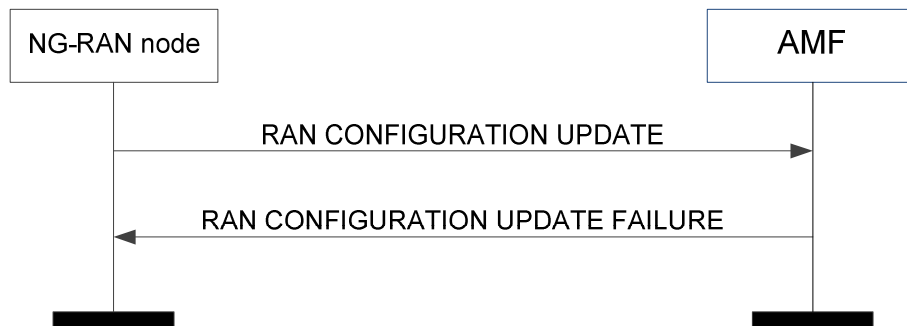 NG-RAN node
AMF
RAN CONFIGURATION UPDATE
RAN CONFIGURATION UPDATE FAILURE